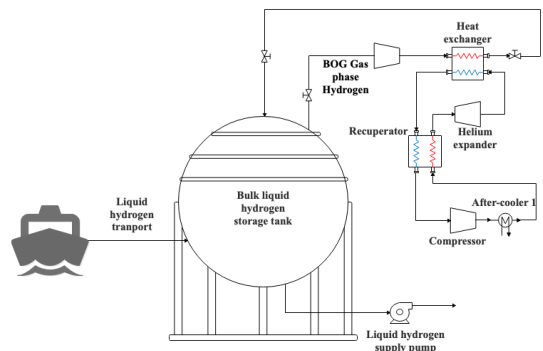 Heat
exchanger
BOG Gas
phase
Hydrogen
Recuperator
Helium
expander
Liquid
hydrogen
tranport
Bulk liquid
hydrogen
storage tank
After-cooler 1
M
Compressor
Liquid hydrogen
supply pump